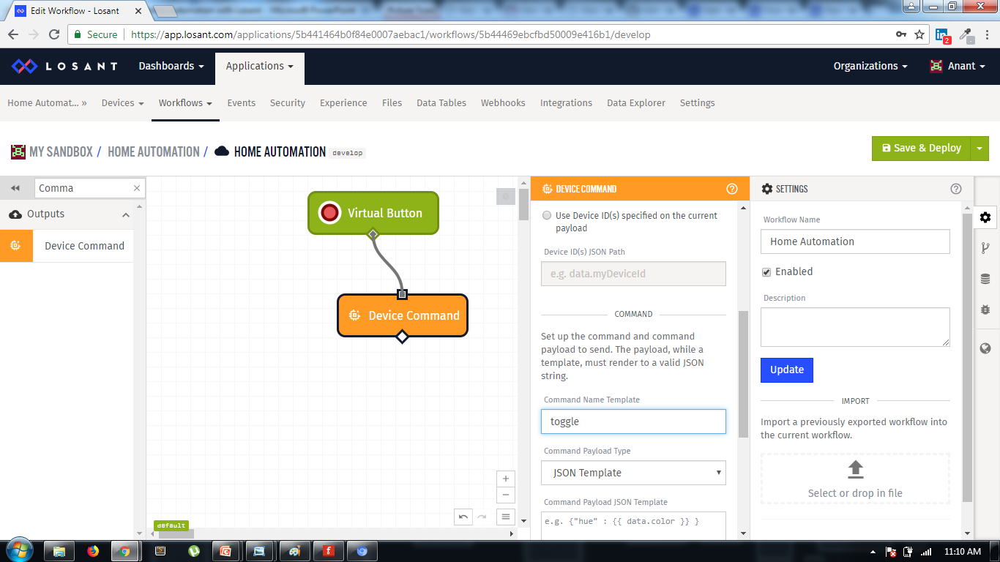 Edit Workflow - Losant
Secure
https://app.losant.com/applications/5b441464b0f84e0007aebac1/workflows/5b44469ebcfbd50009e416b1/develop
2
LOSANT
Dashboards
Applications
Organizations
Anant
Home Automat... »
Devices
Workflows
Events
Security
Experience
Files
Data Tables
Webhooks
Integrations
Data Explorer
Settings
MY SANDBOX / HOME AUTOMATION / HOME AUTOMATION develop
Save & Deploy
Comma
Outputs
Device Command
Virtual Button
Device Command
default
DEVICE COMMAND
Use Device ID(s) specified on the current
payload
Device ID(s) JSON Path
e.g. data.myDeviceId
COMMAND
Set up the command and command
payload to send. The payload, while a
template, must render to a valid JSON
string.
Command Name Template
toggle
Command Payload Type
JSON Template
Command Payload JSON Template
e.g. {"hue" : {{ data.color }} }
SETTINGS
Workflow Name
Home Automation
Enabled
Description
Update
IMPORT
Import a previously exported workflow into
the current workflow.
Select or drop in file
11:10 AM